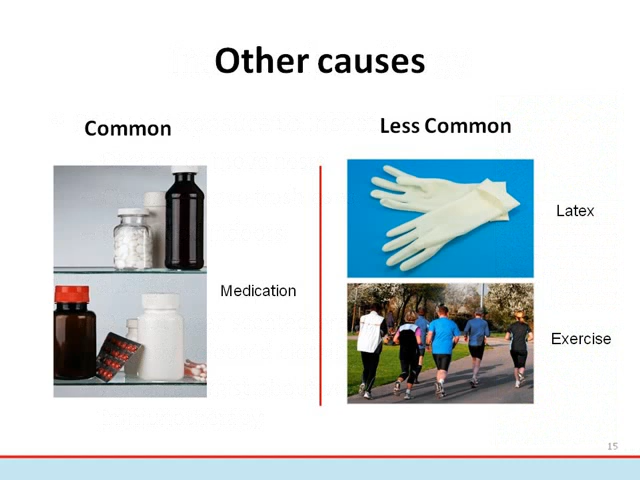 Other causes
Common
Less Common
Latex
Medication
Exercise
15